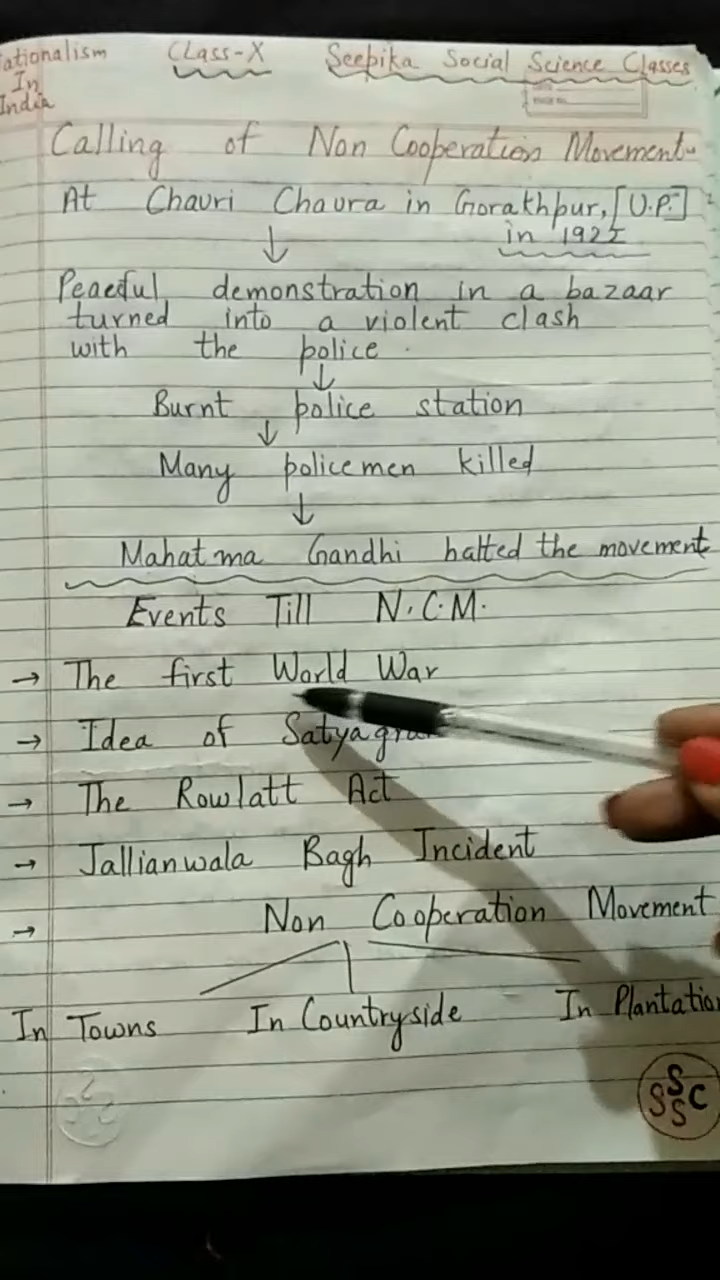 ationalism In India
CLass-X
Seepika Social Science Classes
Calling of Non Cooperation Movement
At Chauri Chaura in Gorakhpur, [U.P.]
in 1922
Peaceful demonstration in a bazaar
turned into a violent clash
with the police.
Burnt police station
Many policemen killed
Mahatma Gandhi halted the movement
Events Till N.C.M.
→ The first World War
→ Idea of Satyagra
→ The Rowlatt Act
→ Jallianwala Bagh Incident
→ Non Cooperation Movement
In Towns In Countryside In Plantatio
SSSC